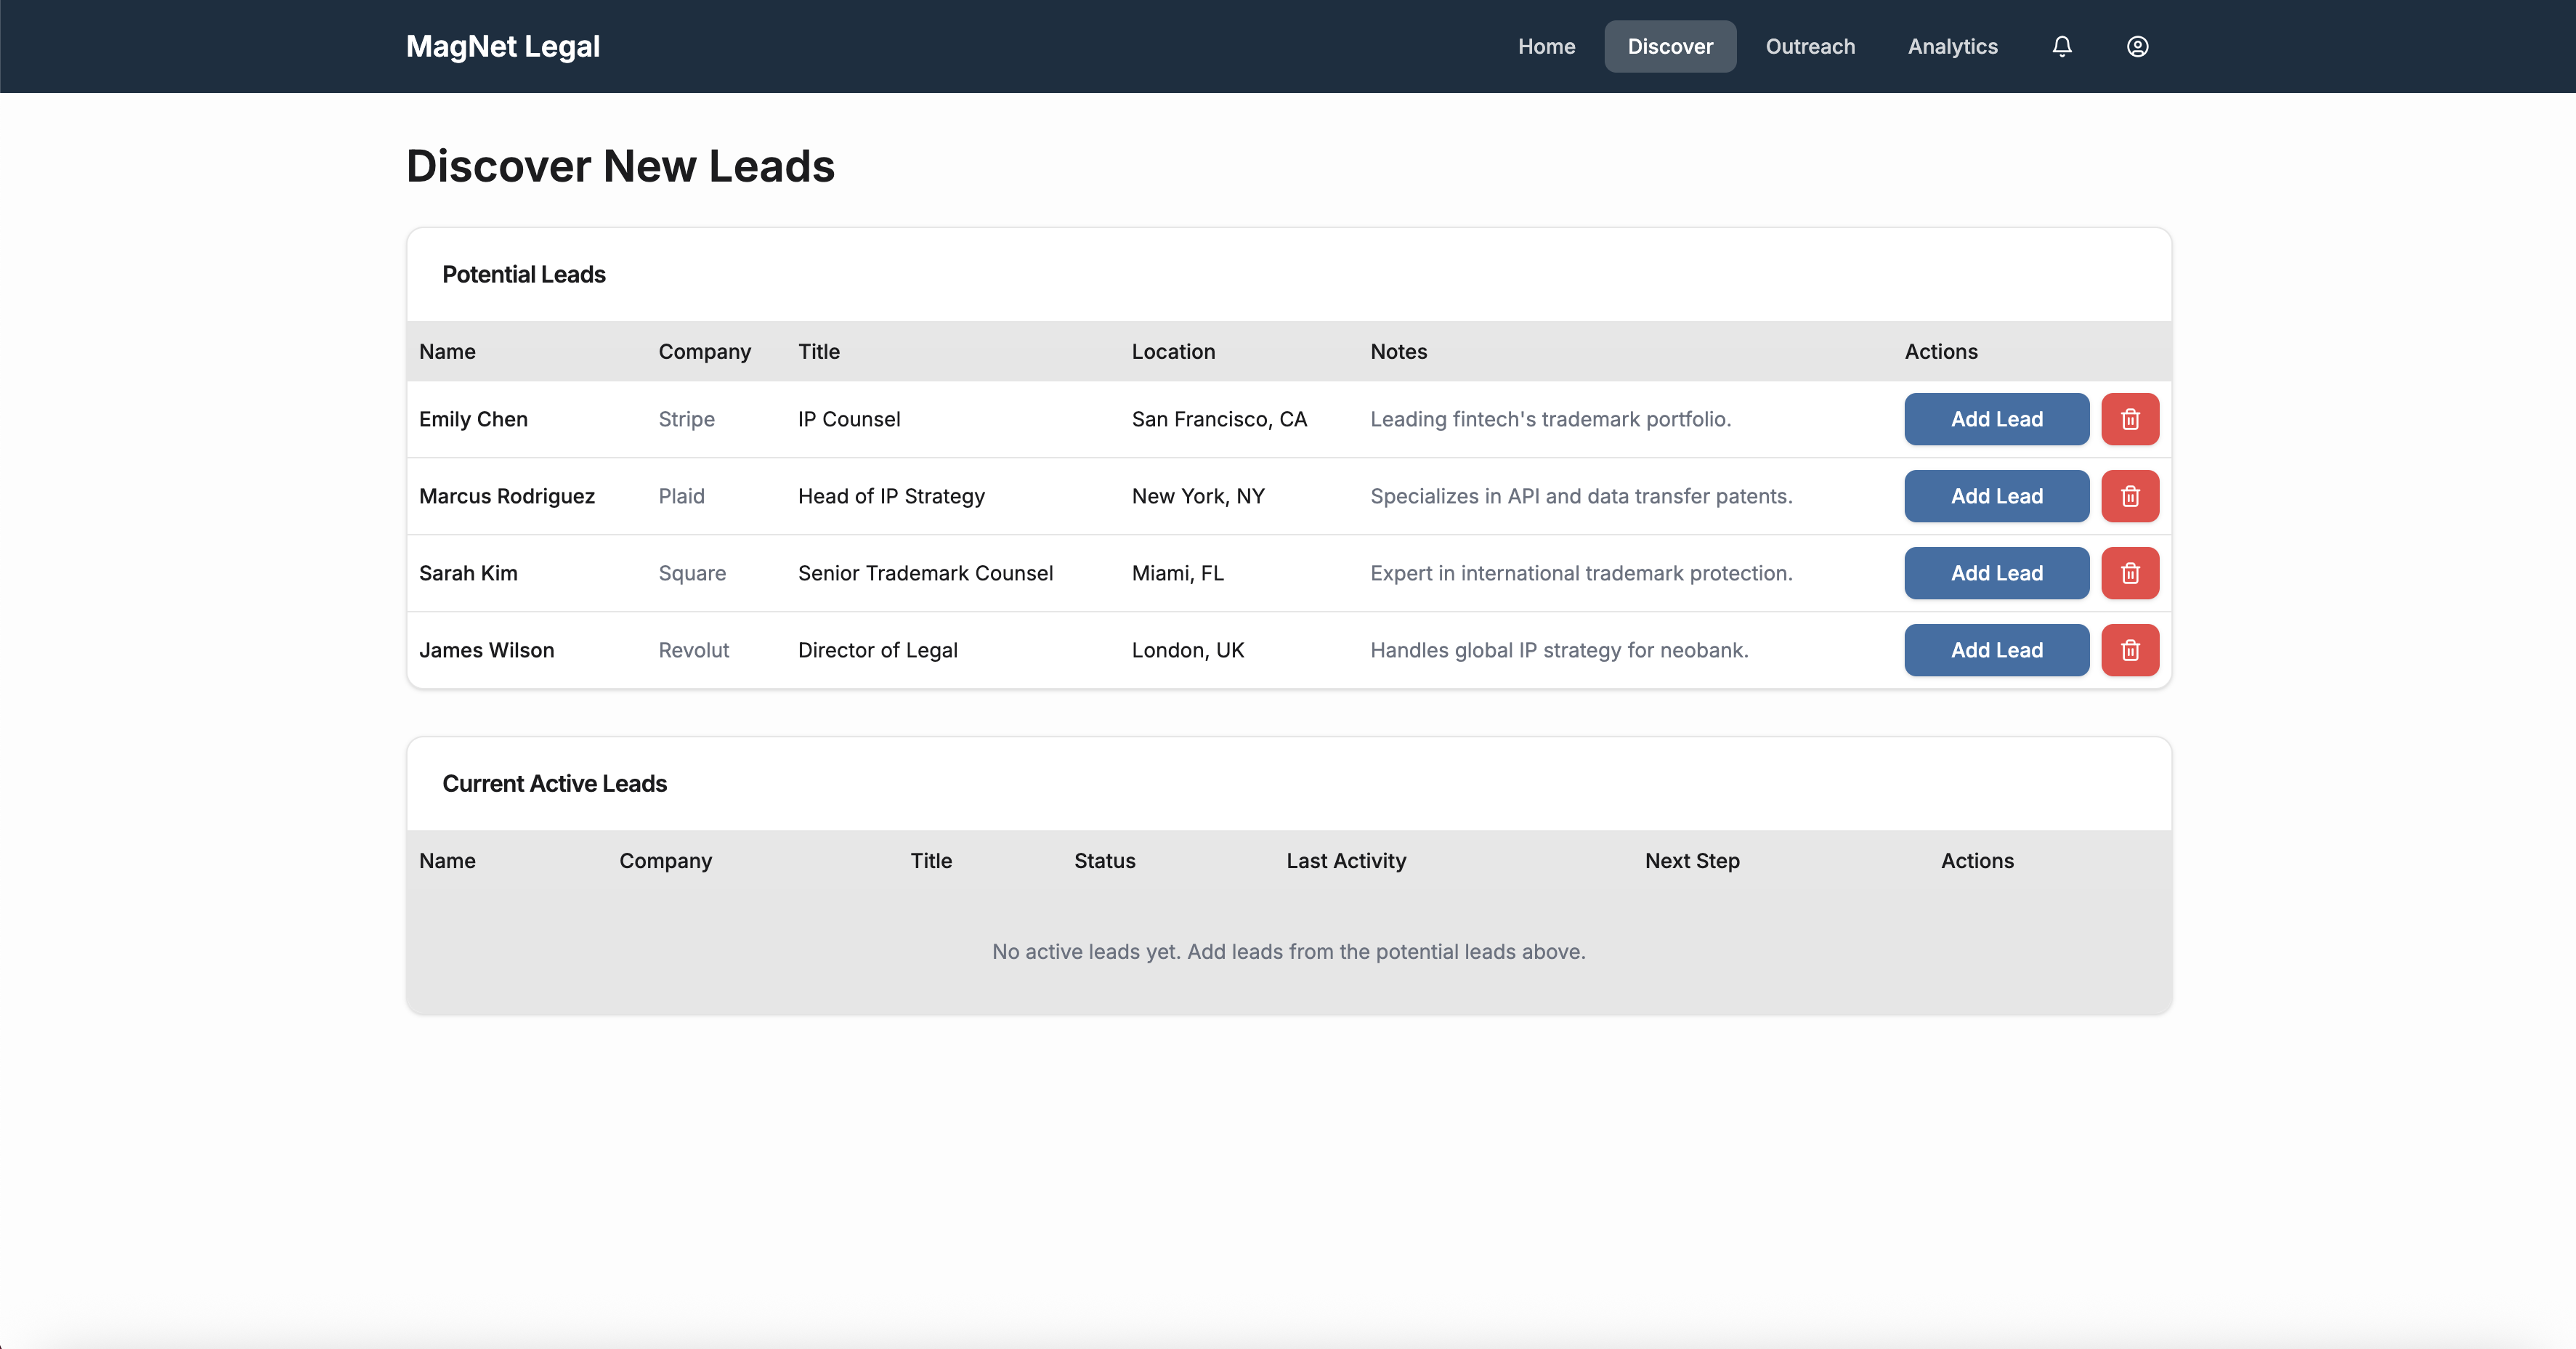 MagNet Legal Home Discover Outreach Analytics
Discover New Leads
Potential Leads
Name Company Title Location Notes Actions
Emily Chen Stripe IP Counsel San Francisco, CA Leading fintech's trademark portfolio. Add Lead
Marcus Rodriguez Plaid Head of IP Strategy New York, NY Specializes in API and data transfer patents. Add Lead
Sarah Kim Square Senior Trademark Counsel Miami, FL Expert in international trademark protection. Add Lead
James Wilson Revolut Director of Legal London, UK Handles global IP strategy for neobank. Add Lead
Current Active Leads
Name Company Title Status Last Activity Next Step Actions
No active leads yet. Add leads from the potential leads above.